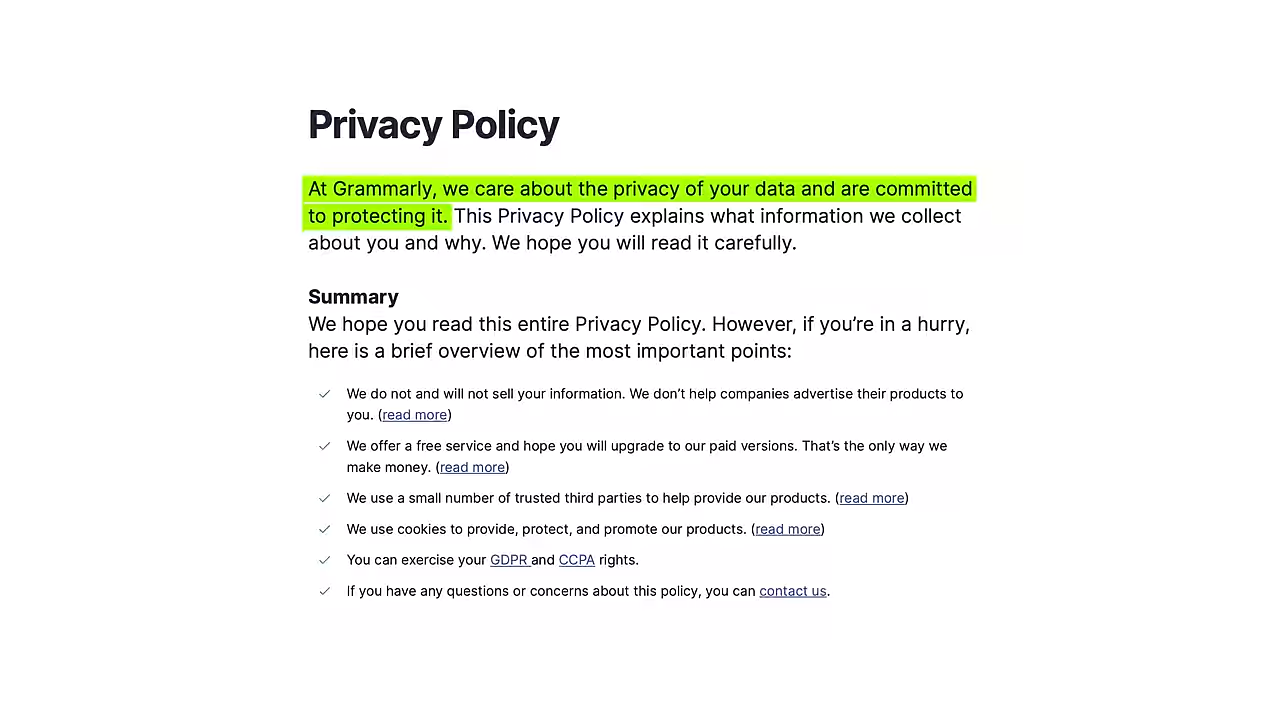 Privacy Policy
At Grammarly, we care about the privacy of your data and are committed
to protecting it. This Privacy Policy explains what information we collect
about you and why. We hope you will read it carefully.
Summary
We hope you read this entire Privacy Policy. However, if you’re in a hurry,
here is a brief overview of the most important points:
We do not and will not sell your information. We don’t help companies advertise their products to
you. (read more)
We offer a free service and hope you will upgrade to our paid versions. That’s the only way we
make money. (read more)
We use a small number of trusted third parties to help provide our products. (read more)
We use cookies to provide, protect, and promote our products. (read more)
You can exercise your GDPR and CCPA rights.
If you have any questions or concerns about this policy, you can contact us.